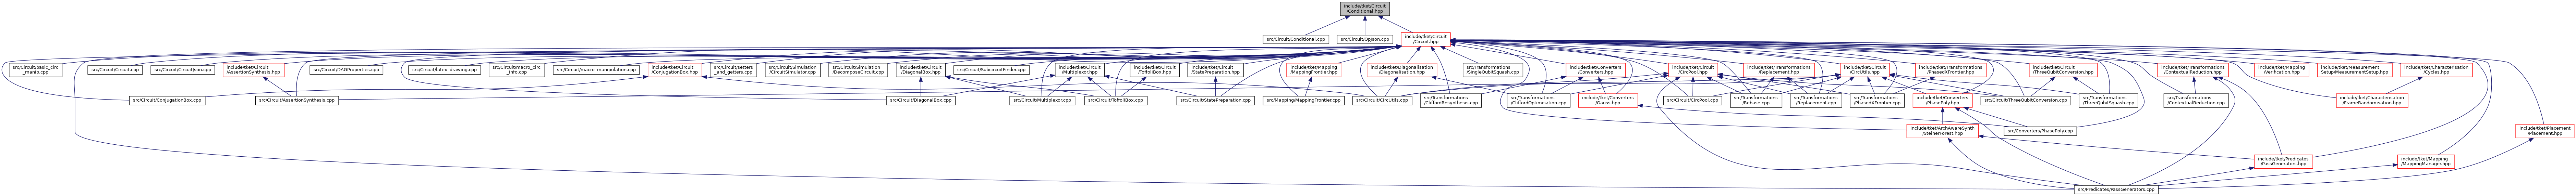 include/tket/Circuit
/Conditional.hpp
src/Circuit/Conditional.cpp
src/Circuit/OpJson.cpp
include/tket/Circuit
/Circuit.hpp
src/Circuit/basic_circ
_manip.cpp
src/Circuit/Circuit.cpp
src/Circuit/CircuitJson.cpp
include/tket/Circuit
/AssertionSynthesis.hpp
src/Circuit/DAGProperties.cpp
src/Circuit/latex_drawing.cpp
src/Circuit/macro_circ
_info.cpp
src/Circuit/macro_manipulation.cpp
include/tket/Circuit
/ConjugationBox.hpp
src/Circuit/setters
_and_getters.cpp
src/Circuit/Simulation
/CircuitSimulator.cpp
src/Circuit/Simulation
/DecomposeCircuit.cpp
include/tket/Circuit
/DiagonalBox.hpp
src/Circuit/SubcircuitFinder.cpp
include/tket/Circuit
/Multiplexor.hpp
include/tket/Circuit
/ToffoliBox.hpp
include/tket/Circuit
/StatePreparation.hpp
include/tket/Mapping
/MappingFrontier.hpp
include/tket/Diagonalisation
/Diagonalisation.hpp
src/Transformations
/SingleQubitSquash.cpp
include/tket/Converters
/Converters.hpp
include/tket/Circuit
/CircPool.hpp
include/tket/Transformations
/Replacement.hpp
include/tket/Circuit
/CircUtils.hpp
include/tket/Transformations
/PhasedXFrontier.hpp
include/tket/Circuit
/ThreeQubitConversion.hpp
include/tket/Transformations
/ContextualReduction.hpp
include/tket/Mapping
/Verification.hpp
include/tket/Measurement
Setup/MeasurementSetup.hpp
include/tket/Characterisation
/Cycles.hpp
src/Circuit/ConjugationBox.cpp
src/Circuit/AssertionSynthesis.cpp
src/Circuit/DiagonalBox.cpp
src/Circuit/Multiplexor.cpp
src/Circuit/ToffoliBox.cpp
src/Circuit/StatePreparation.cpp
src/Mapping/MappingFrontier.cpp
src/Circuit/CircUtils.cpp
src/Transformations
/CliffordResynthesis.cpp
src/Transformations
/CliffordOptimisation.cpp
include/tket/Converters
/Gauss.hpp
src/Circuit/CircPool.cpp
src/Transformations
/Rebase.cpp
src/Transformations
/Replacement.cpp
src/Transformations
/PhasedXFrontier.cpp
include/tket/Converters
/PhasePoly.hpp
src/Circuit/ThreeQubitConversion.cpp
src/Transformations
/ThreeQubitSquash.cpp
src/Transformations
/ContextualReduction.cpp
include/tket/Characterisation
/FrameRandomisation.hpp
include/tket/ArchAwareSynth
/SteinerForest.hpp
src/Converters/PhasePoly.cpp
include/tket/Placement
/Placement.hpp
include/tket/Predicates
/PassGenerators.hpp
include/tket/Mapping
/MappingManager.hpp
src/Predicates/PassGenerators.cpp